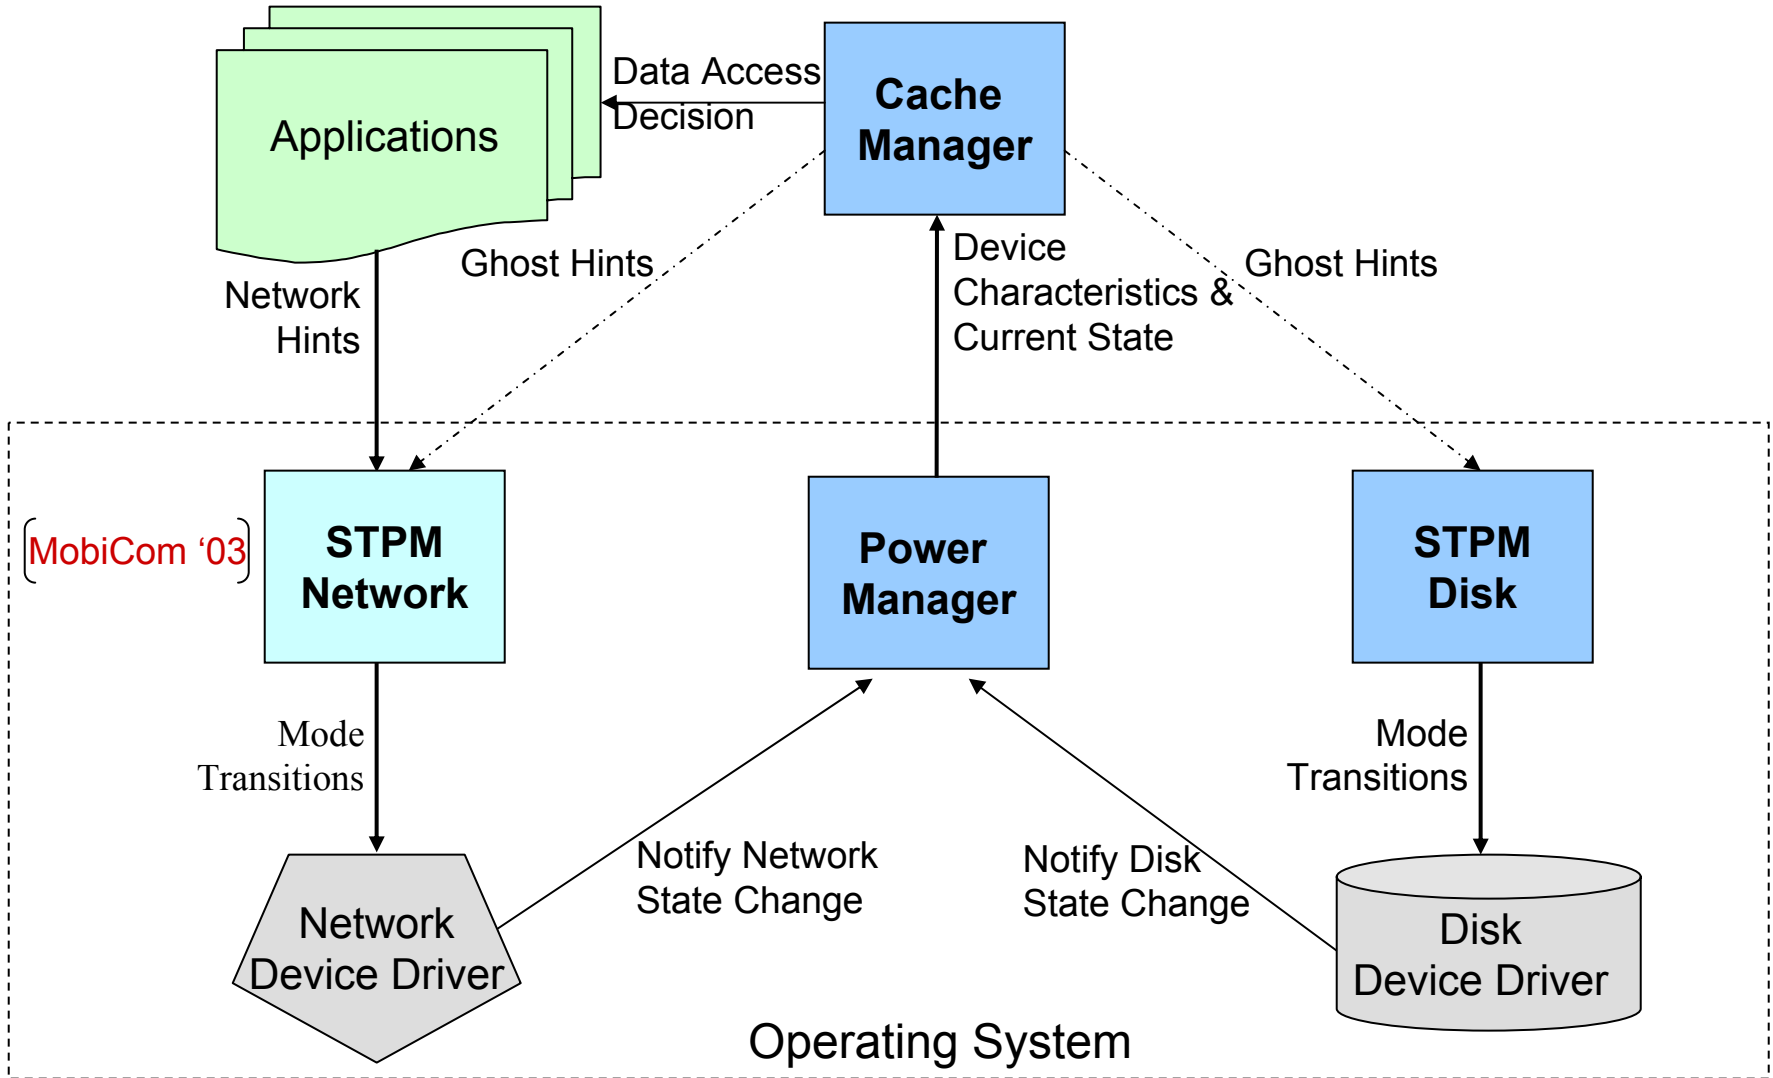 Applications
Data Access
Decision
Cache
Manager
Network
Hints
Ghost Hints
Device
Characteristics &
Current State
Ghost Hints
MobiCom ‘03
STPM
Network
Power
Manager
STPM
Disk
Mode
Transitions
Mode
Transitions
Notify Network
State Change
Notify Disk
State Change
Network
Device Driver
Disk
Device Driver
Operating System